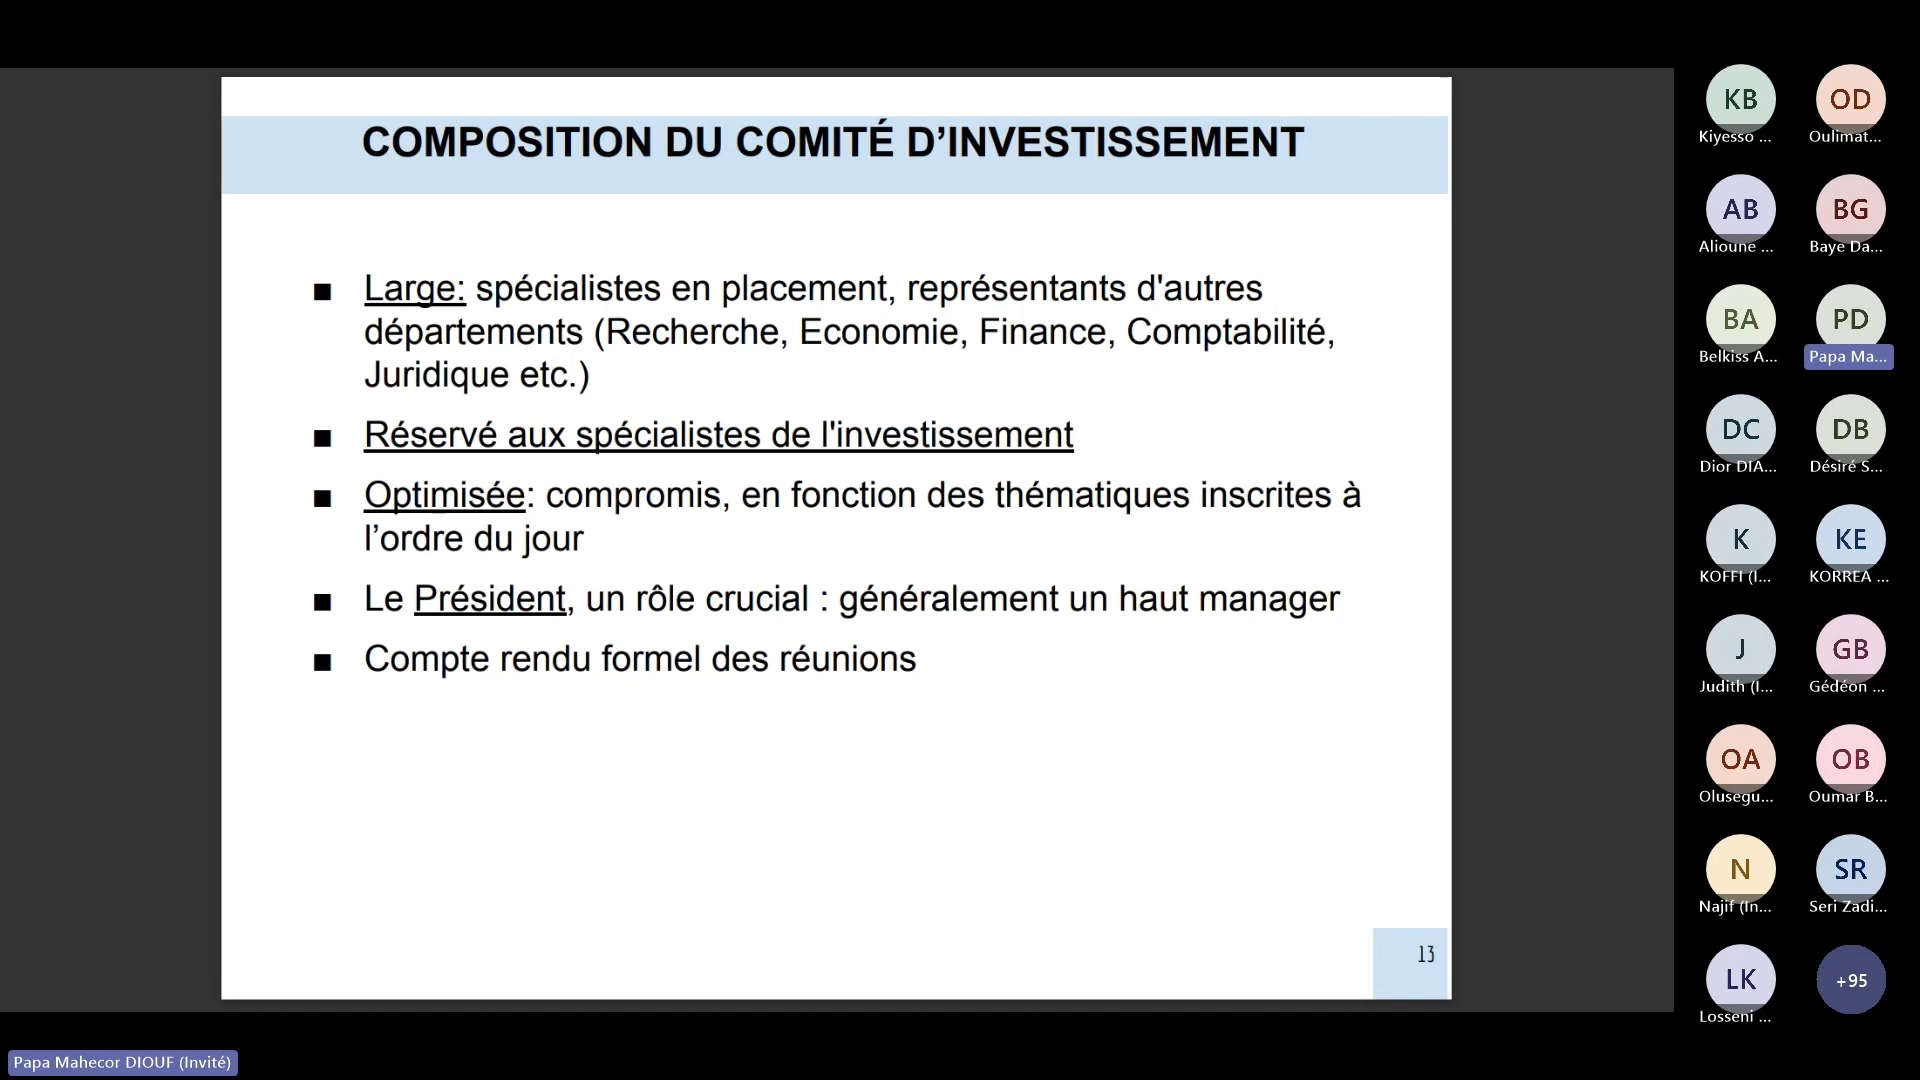 COMPOSITION DU COMITÉ D’INVESTISSEMENT
■ Large: spécialistes en placement, représentants d'autres
départements (Recherche, Economie, Finance, Comptabilité,
Juridique etc.)
■ Réservé aux spécialistes de l'investissement
■ Optimisée: compromis, en fonction des thématiques inscrites à
l’ordre du jour
■ Le Président, un rôle crucial : généralement un haut manager
■ Compte rendu formel des réunions
13
KB
Kiyesso ...
OD
Oulimat...
AB
Alioune ...
BG
Baye Da...
BA
Belkiss A...
PD
Papa Ma...
DC
Dior DIA...
DB
Désiré S...
K
KOFFI (I...
KE
KORREA ...
J
Judith (I...
GB
Gédéon ...
OA
Olusegu...
OB
Oumar B...
N
Najif (In...
SR
Seri Zadi...
LK
Losseni ...
+95
Papa Mahecor DIOUF (Invité)